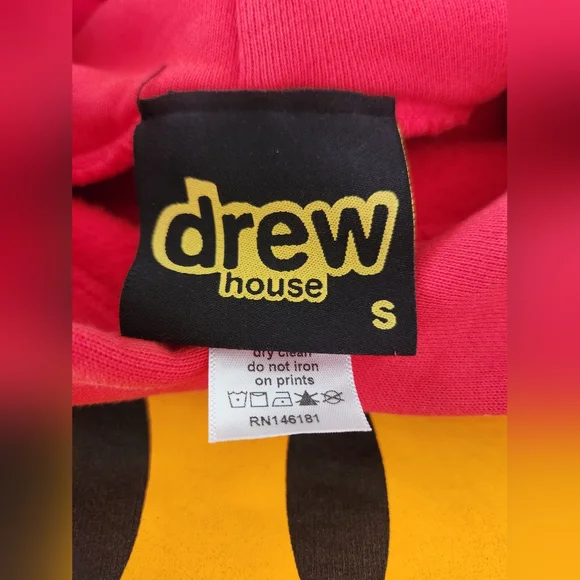 drew
house
S
dry clean
do not iron
on prints
RN146181